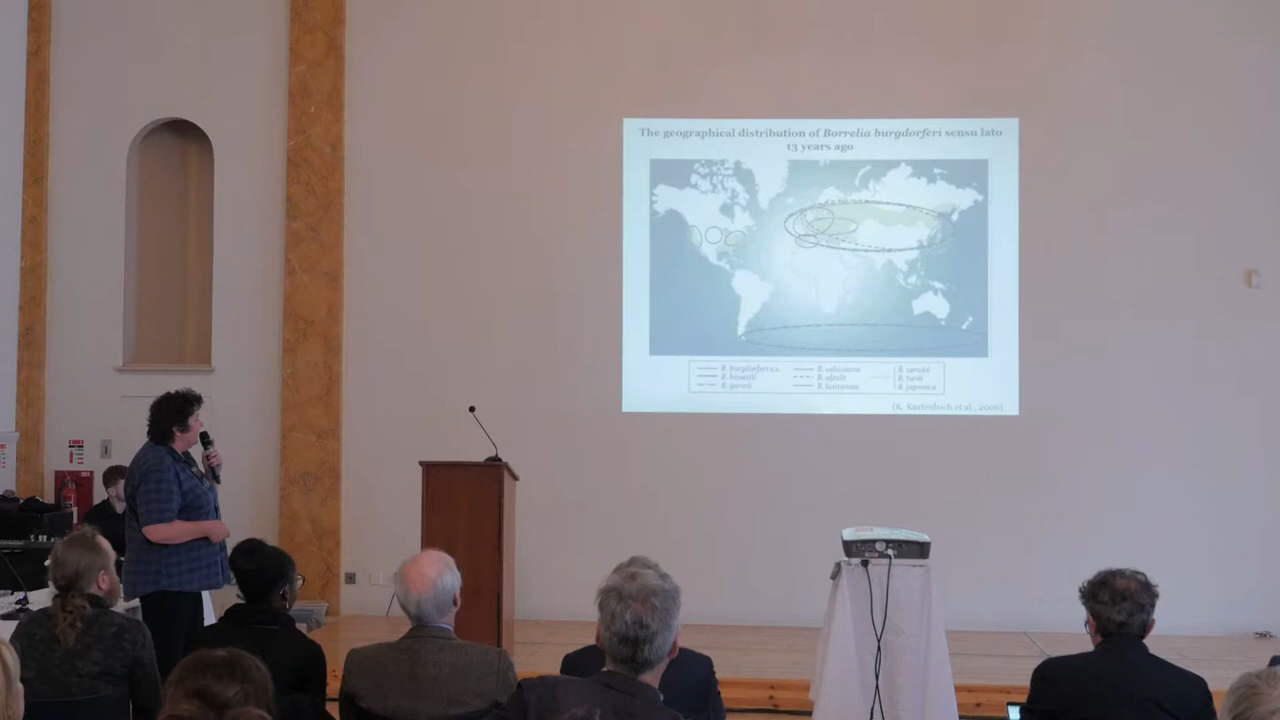 The geographical distribution of Borrelia burgdorferi sensu lato
13 years ago
B. burgdorferi s.s.
B. bissettii
B. garinii
B. valaisiana
B. afzelii
B. lusitaniae
B. tanukii
B. turdi
B. japonica
(K. Kurtenbach et al., 2006)